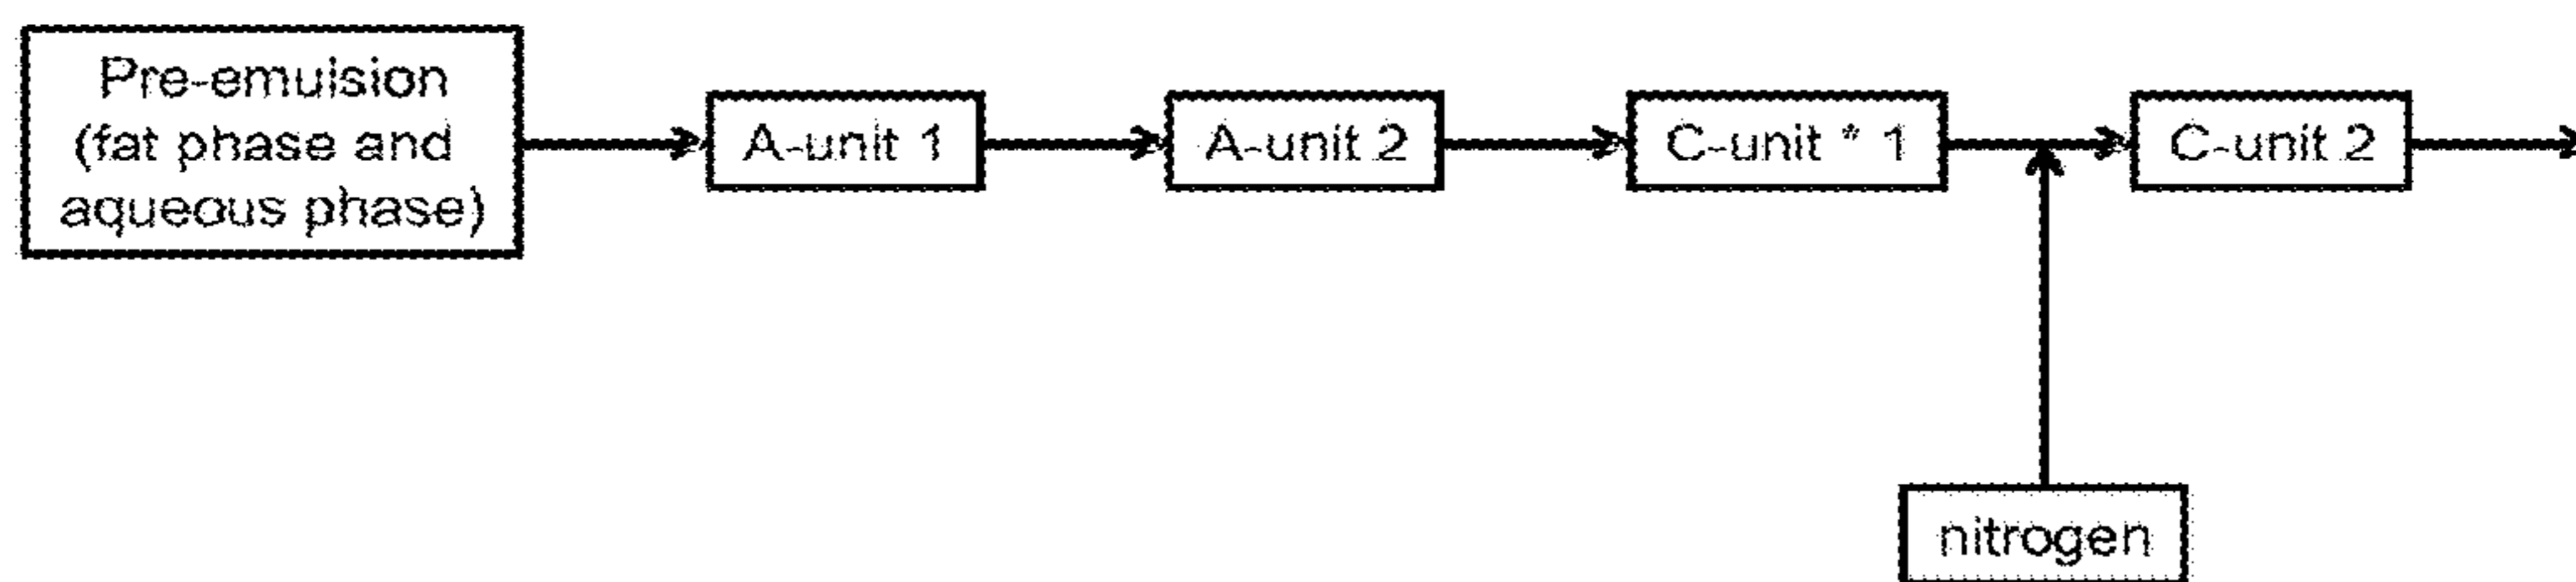 Pre-emulsion
(fat phase and
aqueous phase)
A-unit 1
A-unit 2
C-unit * 1
C-unit 2
nitrogen